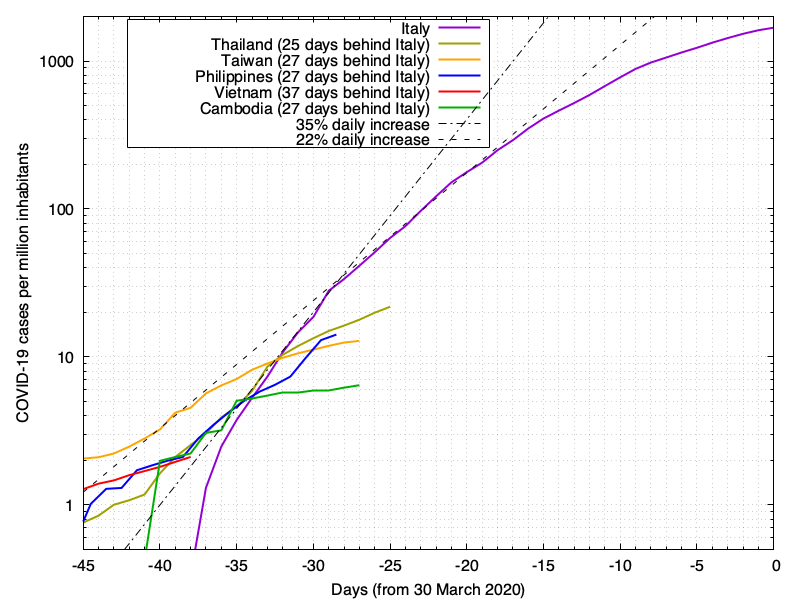 Italy
Thailand (25 days behind Italy)
Taiwan (27 days behind Italy)
Philippines (27 days behind Italy)
Vietnam (37 days behind Italy)
Cambodia (27 days behind Italy)
35% daily increase
22% daily increase
1000
100
10
1
COVID-19 cases per million inhabitants
-45 -40 -35 -30 -25 -20 -15 -10 -5 0
Days (from 30 March 2020)